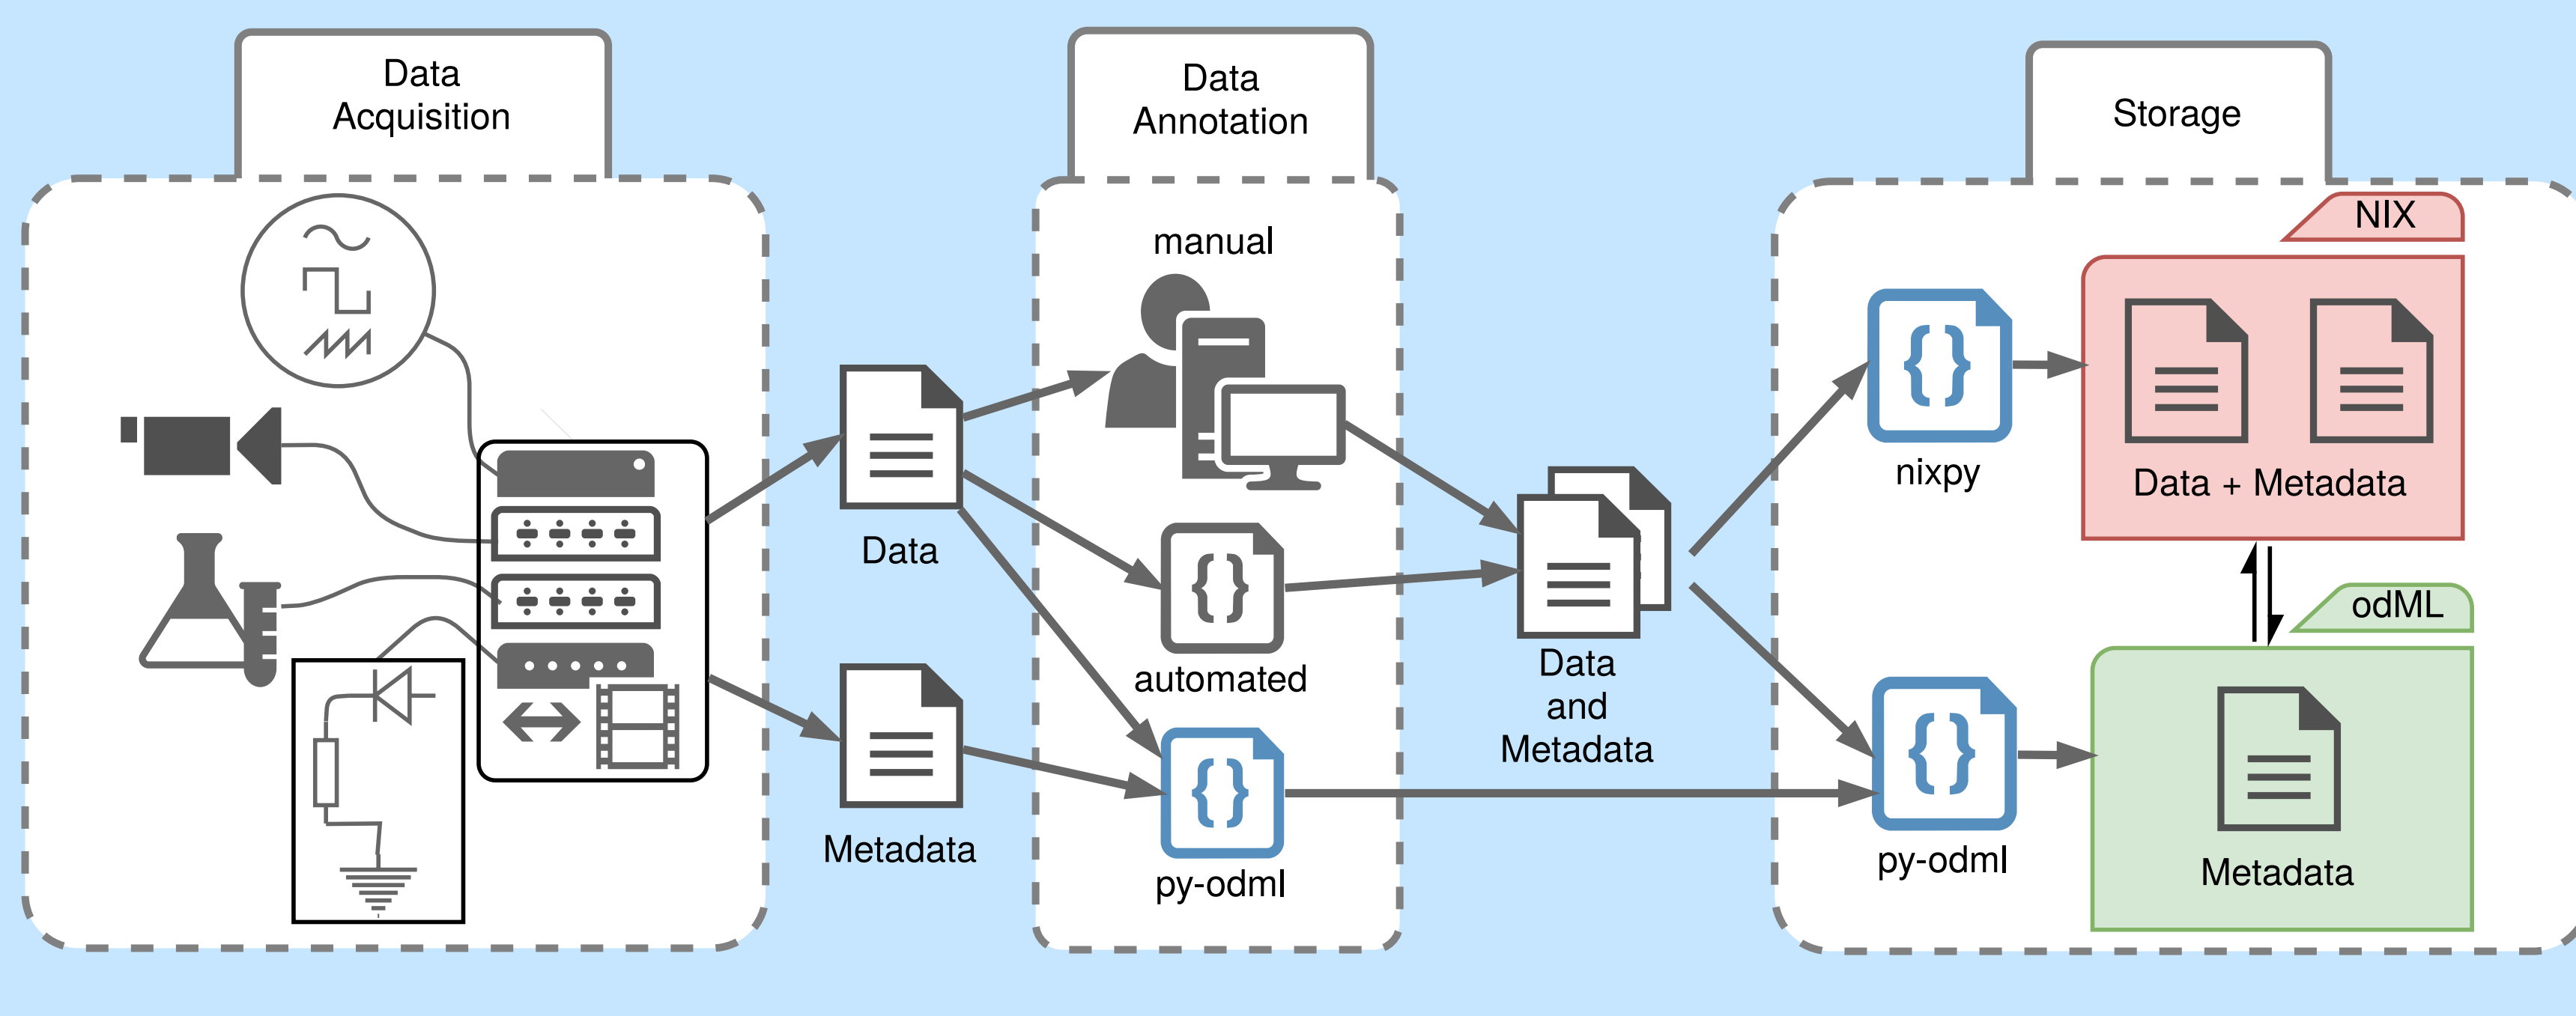 Data
Acquisition
Data
Annotation
Storage
manual
NIX
nixpy
Data + Metadata
Data
automated
odML
Data
and
Metadata
Metadata
py-odml
py-odml
Metadata